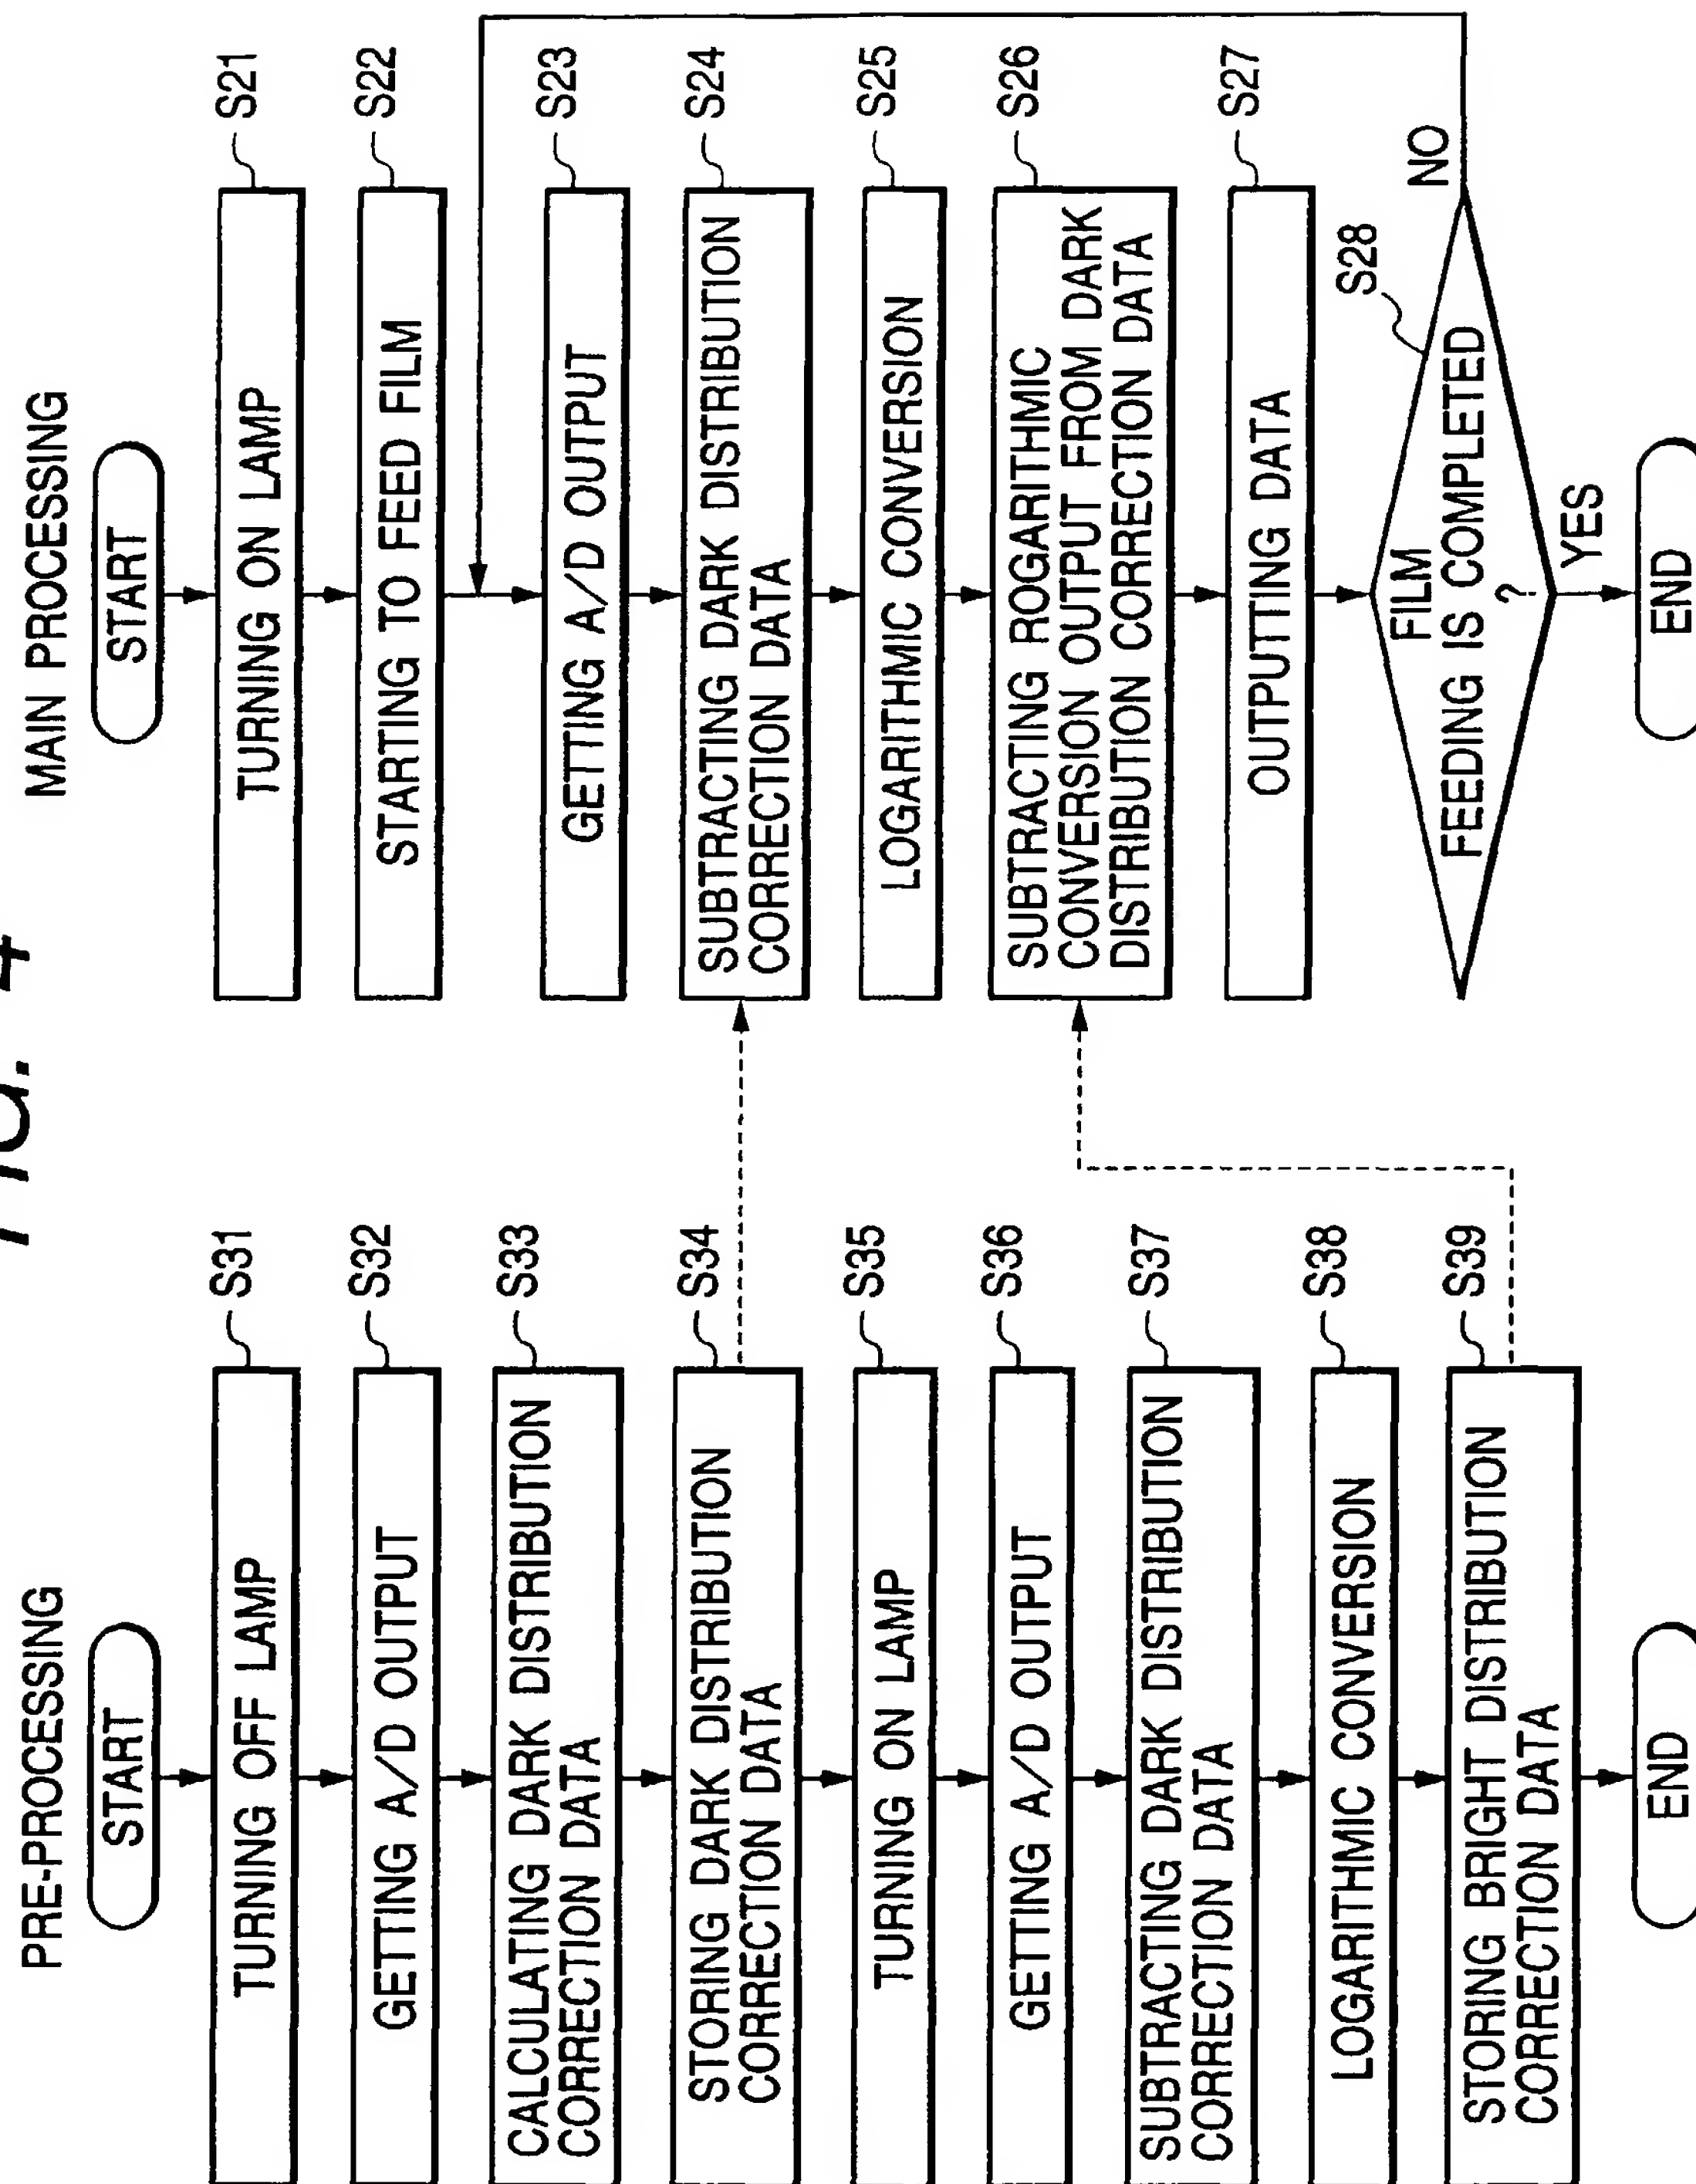 FIG. 4
PRE-PROCESSING
START
TURNING OFF LAMP
S31
GETTING A/D OUTPUT
S32
CALCULATING DARK DISTRIBUTION
CORRECTION DATA
S33
STORING DARK DISTRIBUTION
CORRECTION DATA
S34
TURNING ON LAMP
S35
GETTING A/D OUTPUT
S36
SUBTRACTING DARK DISTRIBUTION
CORRECTION DATA
S37
LOGARITHMIC CONVERSION
S38
STORING BRIGHT DISTRIBUTION
CORRECTION DATA
S39
END
MAIN PROCESSING
START
TURNING ON LAMP
S21
STARTING TO FEED FILM
S22
GETTING A/D OUTPUT
S23
SUBTRACTING DARK DISTRIBUTION
CORRECTION DATA
S24
LOGARITHMIC CONVERSION
S25
SUBTRACTING ROGARITHMIC
CONVERSION OUTPUT FROM DARK
DISTRIBUTION CORRECTION DATA
S26
OUTPUTTING DATA
S27
FILM
FEEDING IS COMPLETED
?
S28
NO
YES
END